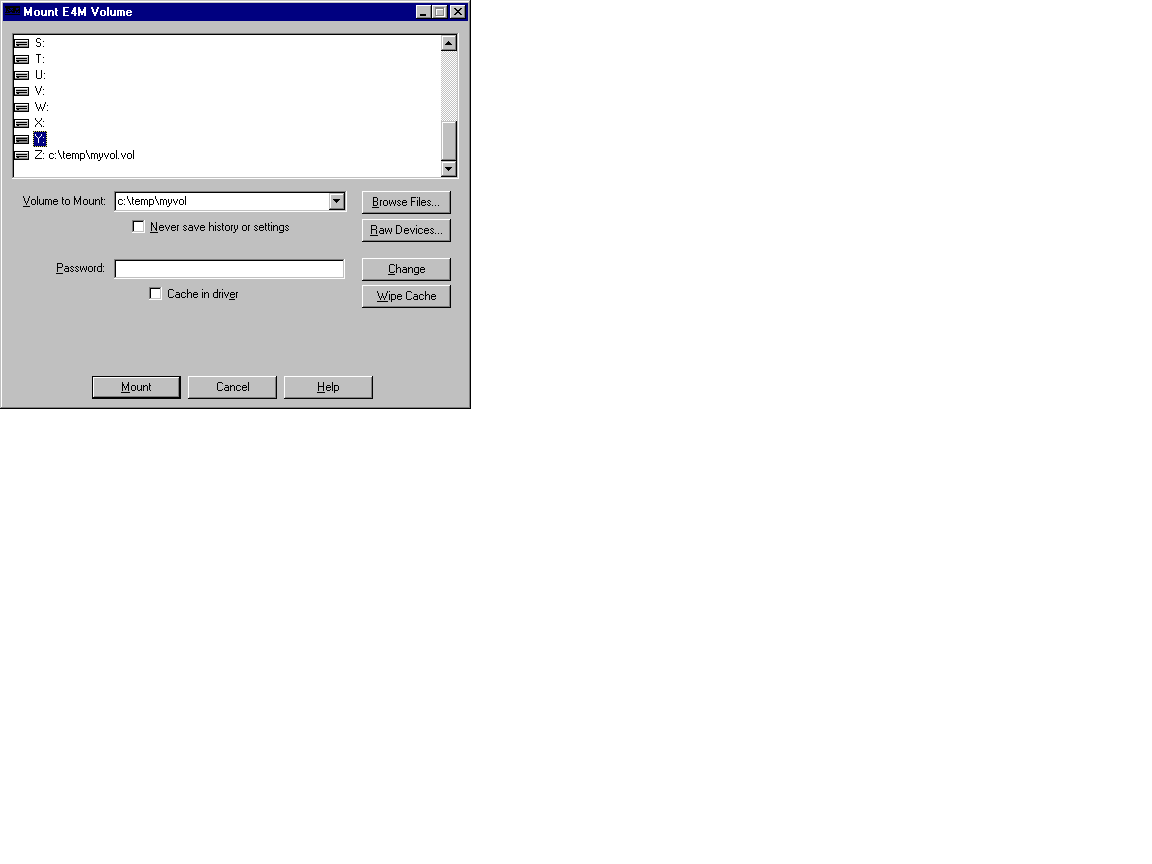 Mount E4M Volume
S:
T:
U:
V:
W:
X:
Y:
Z: c:\temp\myvol.vol
Volume to Mount: c:\temp\myvol Browse Files...
Never save history or settings Raw Devices...
Password: Change
Cache in driver Wipe Cache
Mount Cancel Help